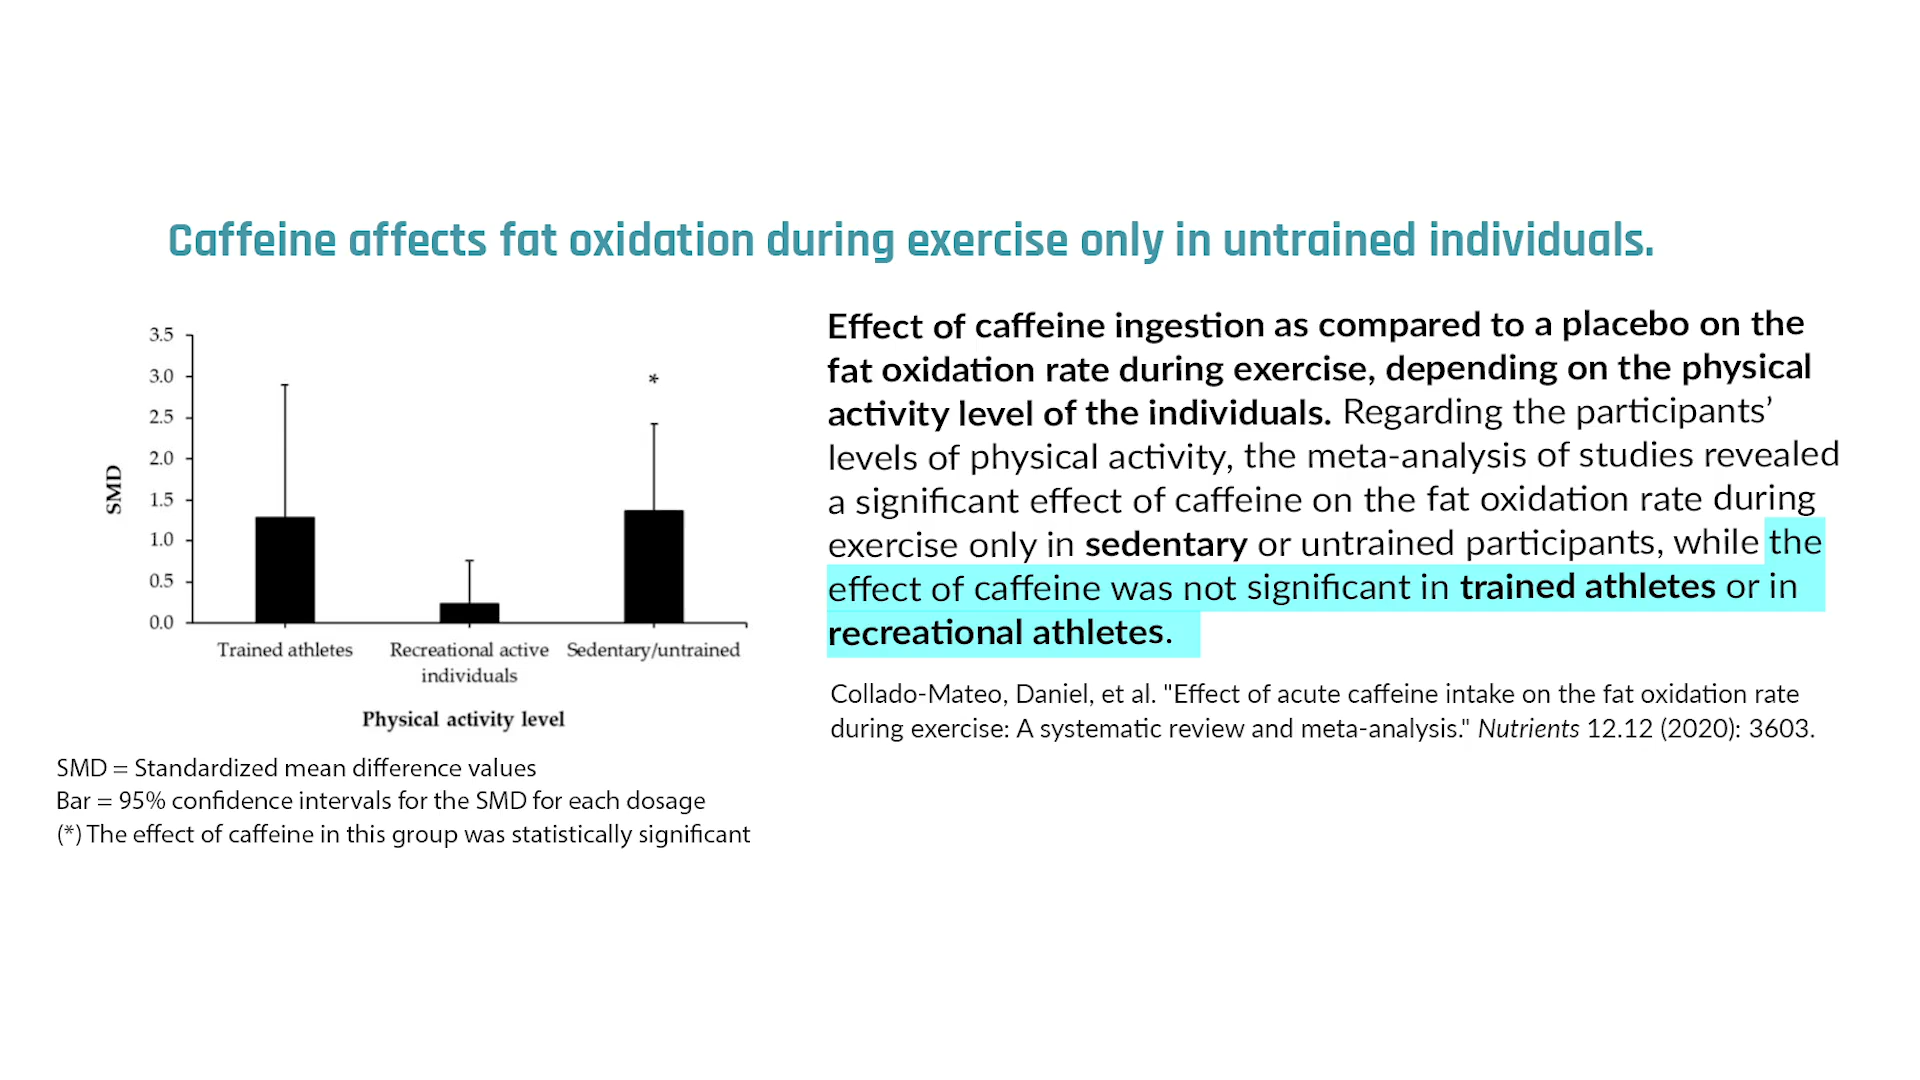 Caffeine affects fat oxidation during exercise only in untrained individuals.
3.5
3.0
2.5
2.0
1.5
1.0
0.5
0.0
SMD
*
Trained athletes
Recreational active
individuals
Sedentary/untrained
Physical activity level
SMD = Standardized mean difference values
Bar = 95% confidence intervals for the SMD for each dosage
(*) The effect of caffeine in this group was statistically significant
Effect of caffeine ingestion as compared to a placebo on the
fat oxidation rate during exercise, depending on the physical
activity level of the individuals. Regarding the participants’
levels of physical activity, the meta-analysis of studies revealed
a significant effect of caffeine on the fat oxidation rate during
exercise only in sedentary or untrained participants, while the
effect of caffeine was not significant in trained athletes or in
recreational athletes.
Collado-Mateo, Daniel, et al. "Effect of acute caffeine intake on the fat oxidation rate
during exercise: A systematic review and meta-analysis." Nutrients 12.12 (2020): 3603.